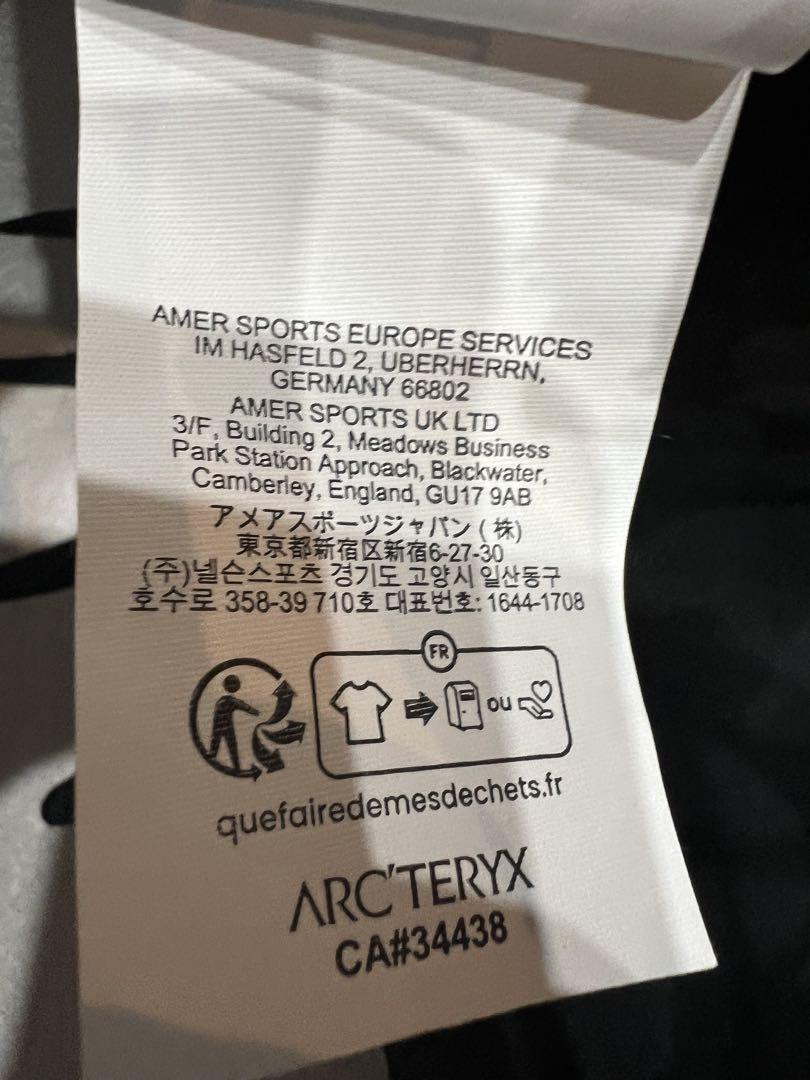 AMER SPORTS EUROPE SERVICES
IM HASFELD 2, UBERHERRN,
GERMANY 66802
AMER SPORTS UK LTD
3/F, Building 2, Meadows Business
Park Station Approach, Blackwater,
Camberley, England, GU17 9AB
アメアスポーツジャパン (株)
東京都新宿区新宿6-27-30
(주)넬슨스포츠 경기도 고양시 일산동구
호수로 358-39 710호 대표번호: 1644-1708
FR
ou
quefairedemesdechets.fr
ARC'TERYX
CA#34438